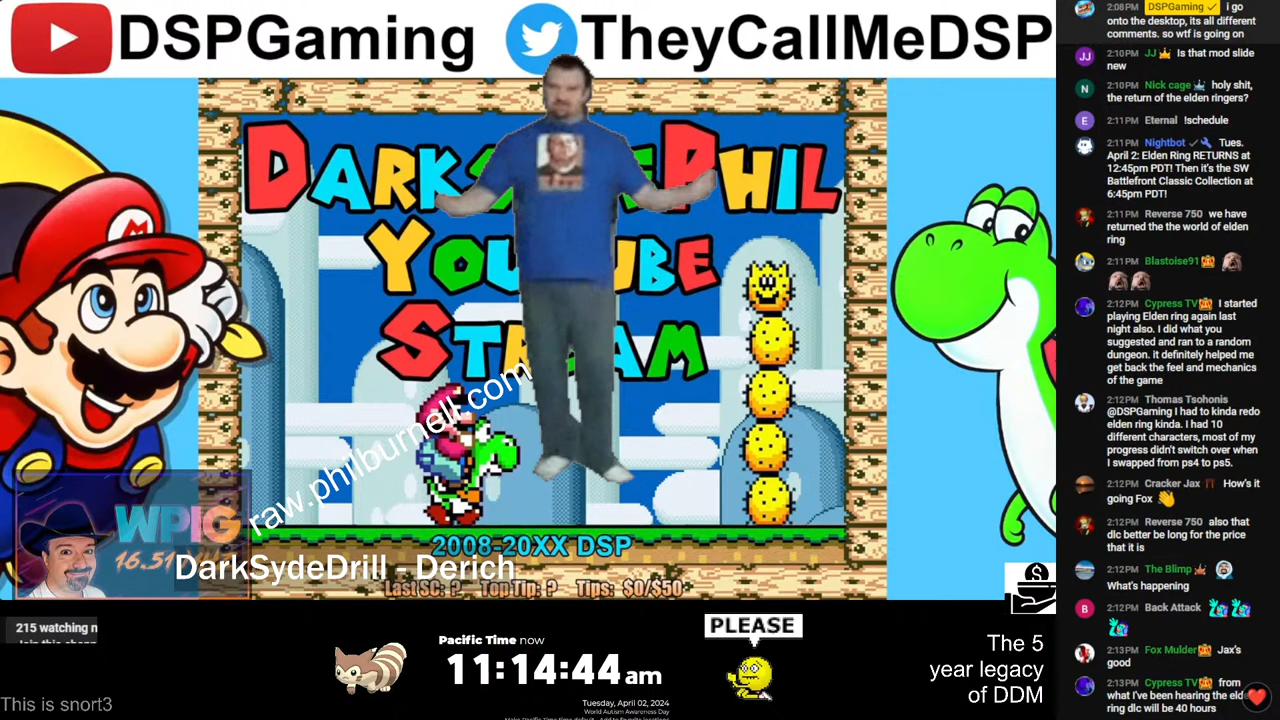 DSPGaming
TheyCallMeDSP
YouTube
Stream
raw.philburnell.com
WPIG
16.51
2008-20XX DSP
DarkSydeDrill - Derich
Last SC: ? Top Tip: ? Tips: $0/$50
215 watching n
PLEASE
Pacific Time now
11:14:44 am
Tuesday, April 02, 2024
World Autism Awareness Day
The 5
year legacy
of DDM
This is snort3
2:08PM DSPGaming i go
onto the desktop, its all different
comments. so wtf is going on
2:10PM JJ Is that mod slide
new
2:10PM Nick cage holy shit,
the return of the elden ringers?
2:11PM Eternal !schedule
2:11PM Nightbot Tues.
April 2: Elden Ring RETURNS at
12:45pm PDT! Then it's the SW
Battlefront Classic Collection at
6:45pm PDT!
2:11PM Reverse 750 we have
returned the the world of elden
ring
2:11PM Blastoise91
2:12PM Cypress TV I started
playing Elden ring again last
night also. I did what you
suggested and ran to a random
dungeon. it definitely helped me
get back the feel and mechanics
of the game
2:12PM Thomas Tsohonis
@DSPGaming I had to kinda redo
elden ring kinda. I had 10
different characters, most of my
progress didn't switch over when
I swapped from ps4 to ps5.
2:12PM Cracker Jax How's it
going Fox
2:12PM Reverse 750 also that
dlc better be long for the price
that it is
2:12PM The Blimp
What's happening
2:12PM Back Attack
2:13PM Fox Mulder Jax's
good
2:13PM Cypress TV from
what I've been hearing the eld
ring dlc will be 40 hours